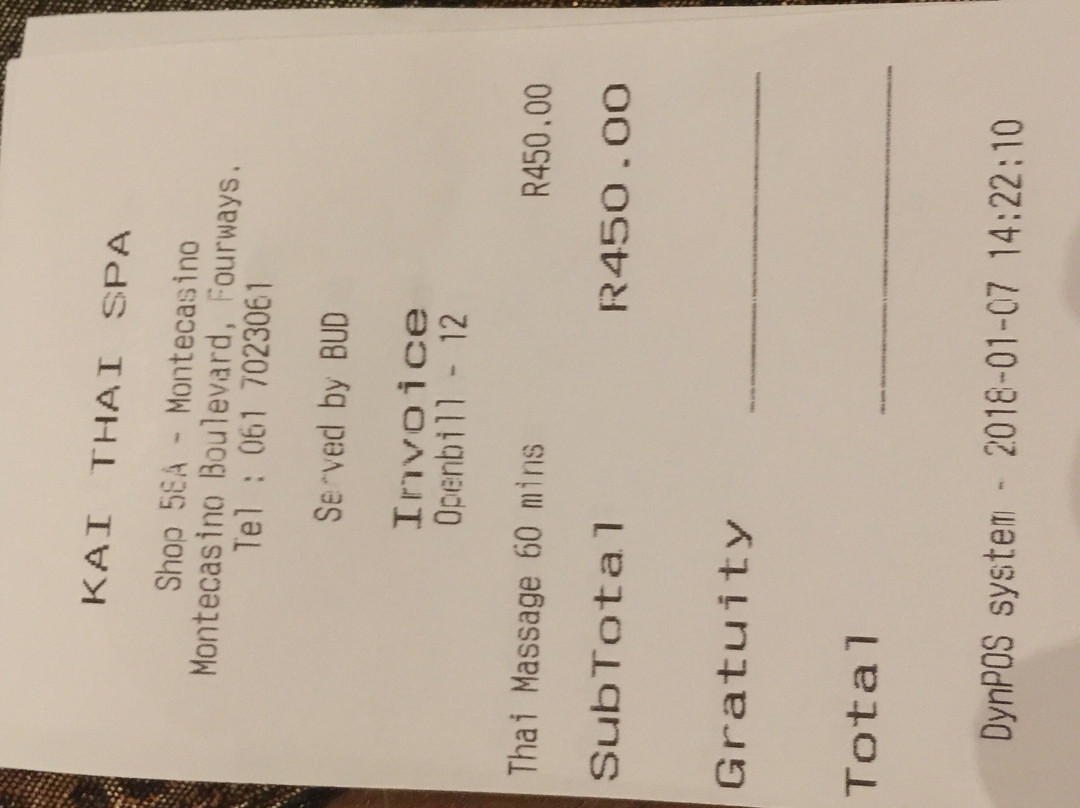 KAI THAI SPA
Shop 5EA - Montecasino
Montecasino Boulevard, Fourways.
Tel : 061 7023061
Served by BUD
Invoice
Openbill - 12
Thai Massage 60 mins R450.00
SubTotal R450.00
Gratuity
Total
DynPOS system - 2018-01-07 14:22:10